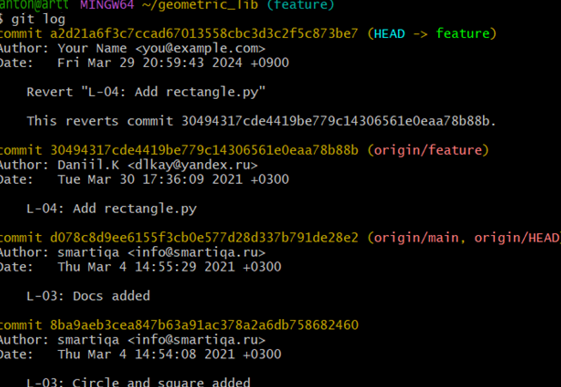 anton@artt MINGW64 ~/geometric_lib (feature)
$ git log
commit a2d21a6f3c7ccad67013558cbc3d3c2f5c873be7 (HEAD -> feature)
Author: Your Name <you@example.com>
Date:   Fri Mar 29 20:59:43 2024 +0900
    Revert "L-04: Add rectangle.py"
    This reverts commit 30494317cde4419be779c14306561e0eaa78b88b.
commit 30494317cde4419be779c14306561e0eaa78b88b (origin/feature)
Author: Daniil.K <dlkay@yandex.ru>
Date:   Tue Mar 30 17:36:09 2021 +0300
    L-04: Add rectangle.py
commit d078c8d9ee6155f3cb0e577d28d337b791de28e2 (origin/main, origin/HEAD)
Author: smartiqa <info@smartiqa.ru>
Date:   Thu Mar 4 14:55:29 2021 +0300
    L-03: Docs added
commit 8ba9aeb3cea847b63a91ac378a2a6db758682460
Author: smartiqa <info@smartiqa.ru>
Date:   Thu Mar 4 14:54:08 2021 +0300
    L-03: Circle and square added